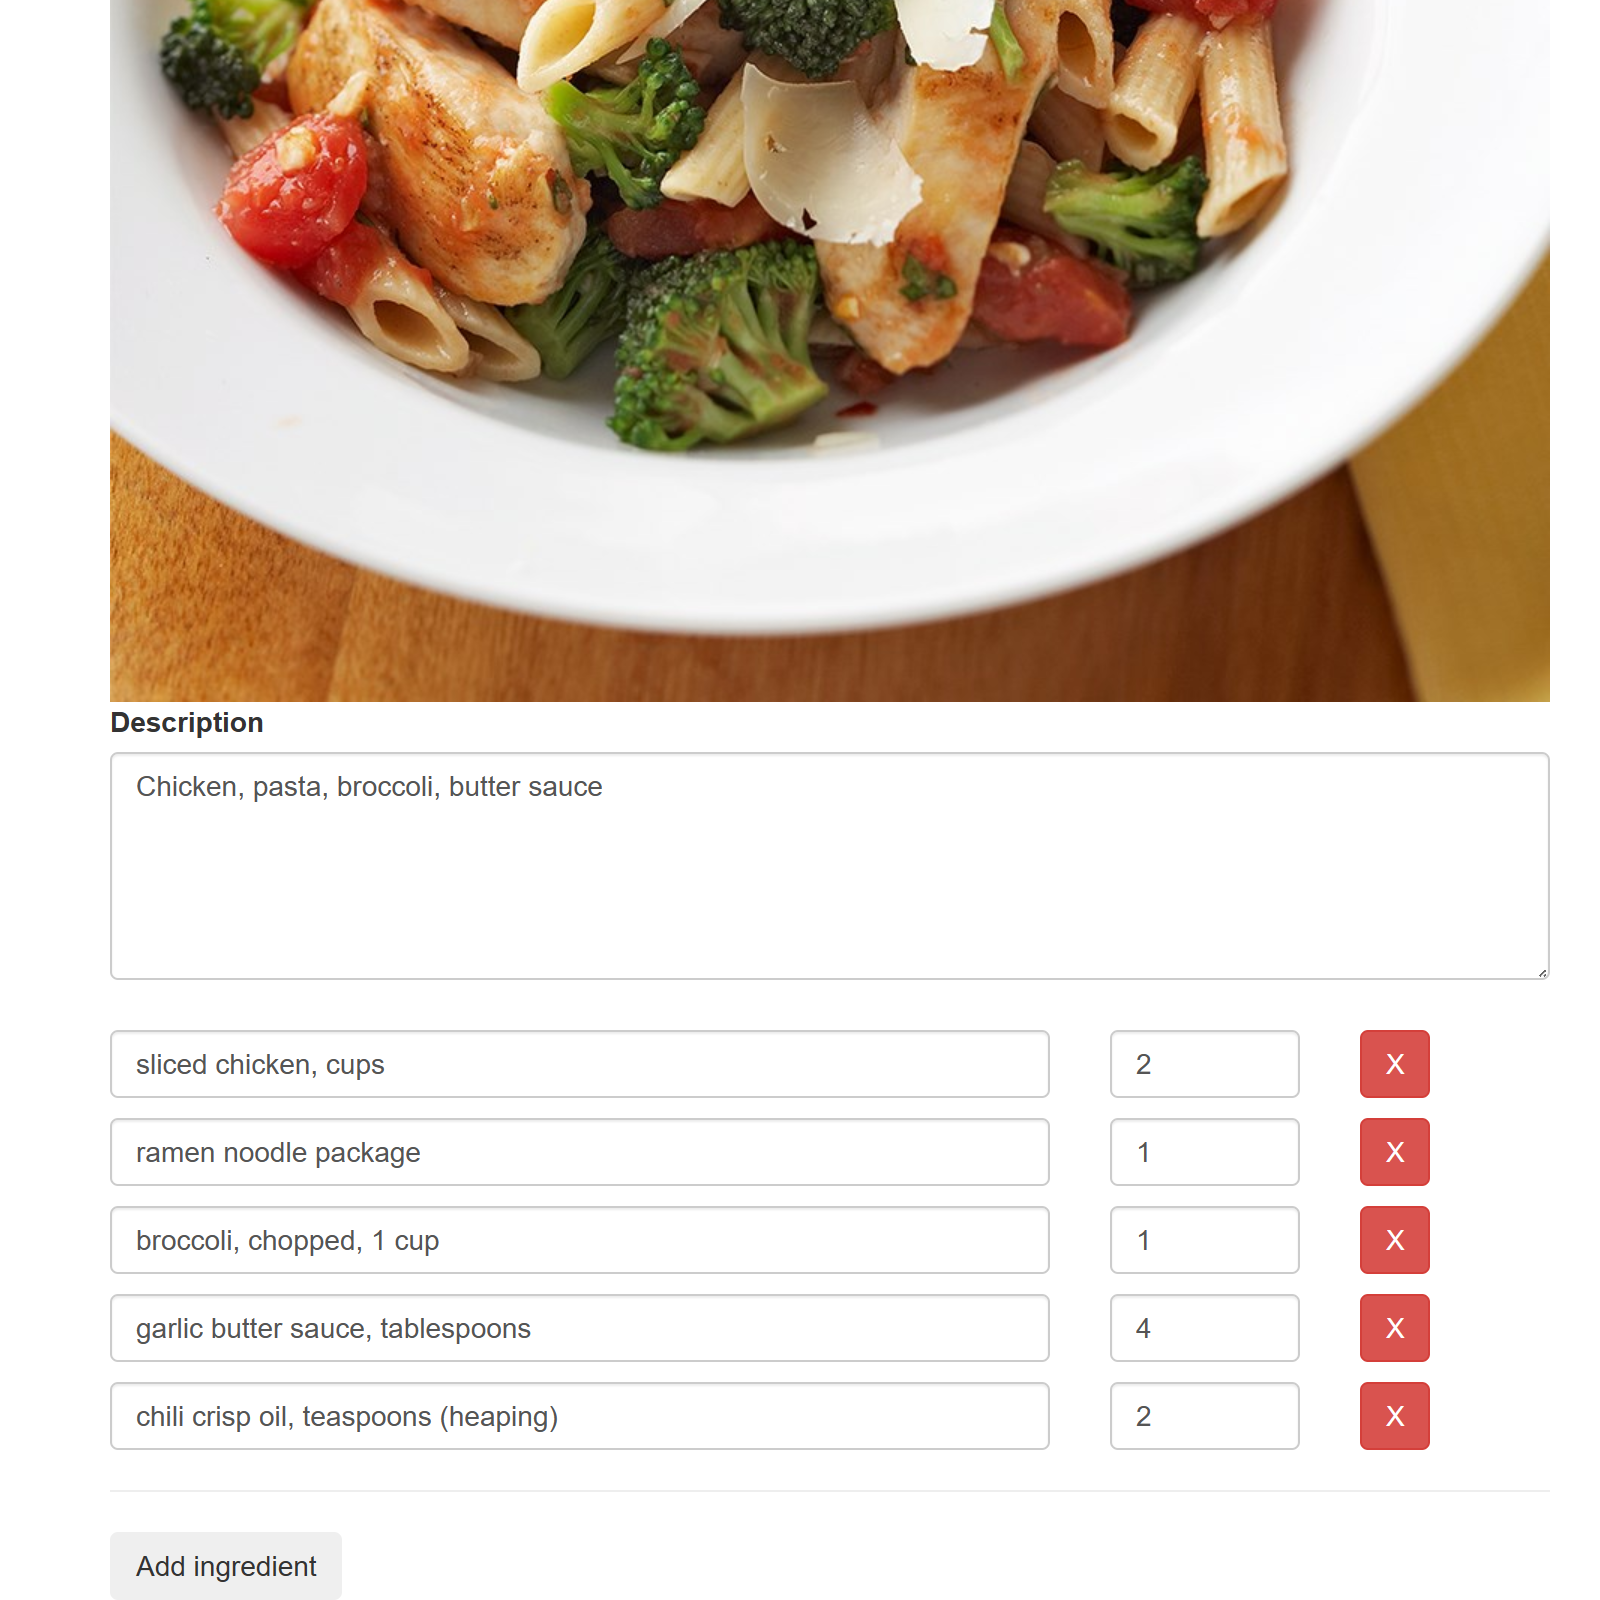 Description
Chicken, pasta, broccoli, butter sauce
sliced chicken, cups 2 X
ramen noodle package 1 X
broccoli, chopped, 1 cup 1 X
garlic butter sauce, tablespoons 4 X
chili crisp oil, teaspoons (heaping) 2 X
Add ingredient